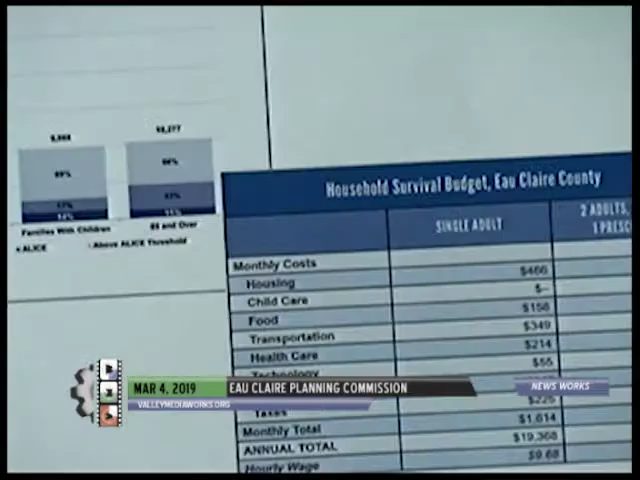 Household Survival Budget, Eau Claire County
SINGLE ADULT
2 ADULTS,
Monthly Costs
Housing $466
Child Care $–
Food $158
Transportation $349
Health Care $214
Technology $55
Taxes
Monthly Total $1,614
ANNUAL TOTAL $19,368
Hourly Wage $9.68
Families With Children
65 and Over
ALICE
Above ALICE Threshold
MAR 4, 2019
EAU CLAIRE PLANNING COMMISSION
NEWS WORKS
VALLEYMEDIAWORKS.ORG